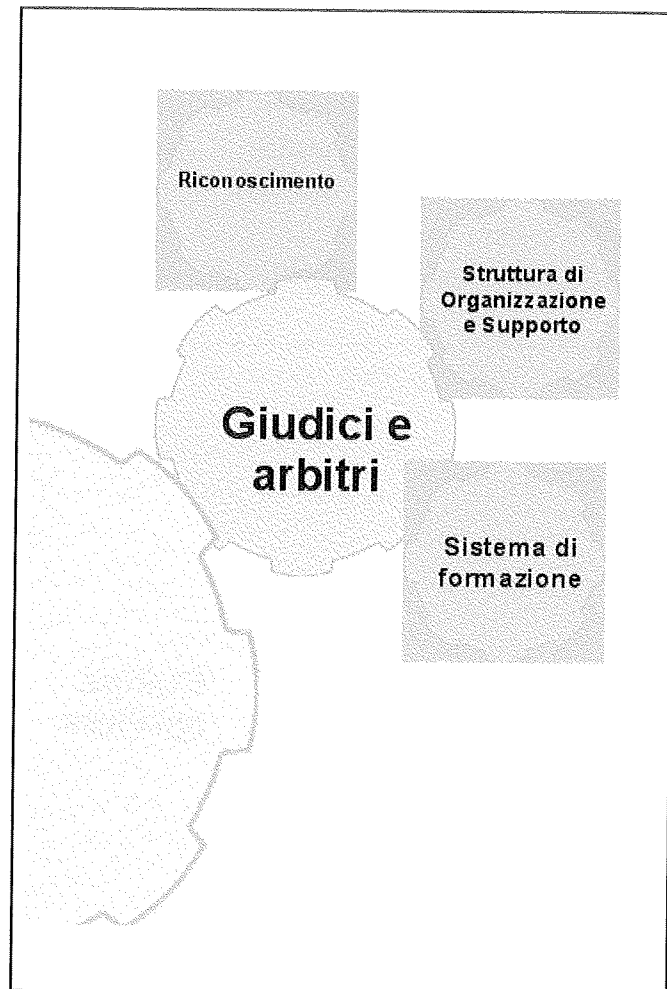 Riconoscimento
Struttura di
Organizzazione
e Supporto
Giudici e
arbitri
Sistema di
formazione